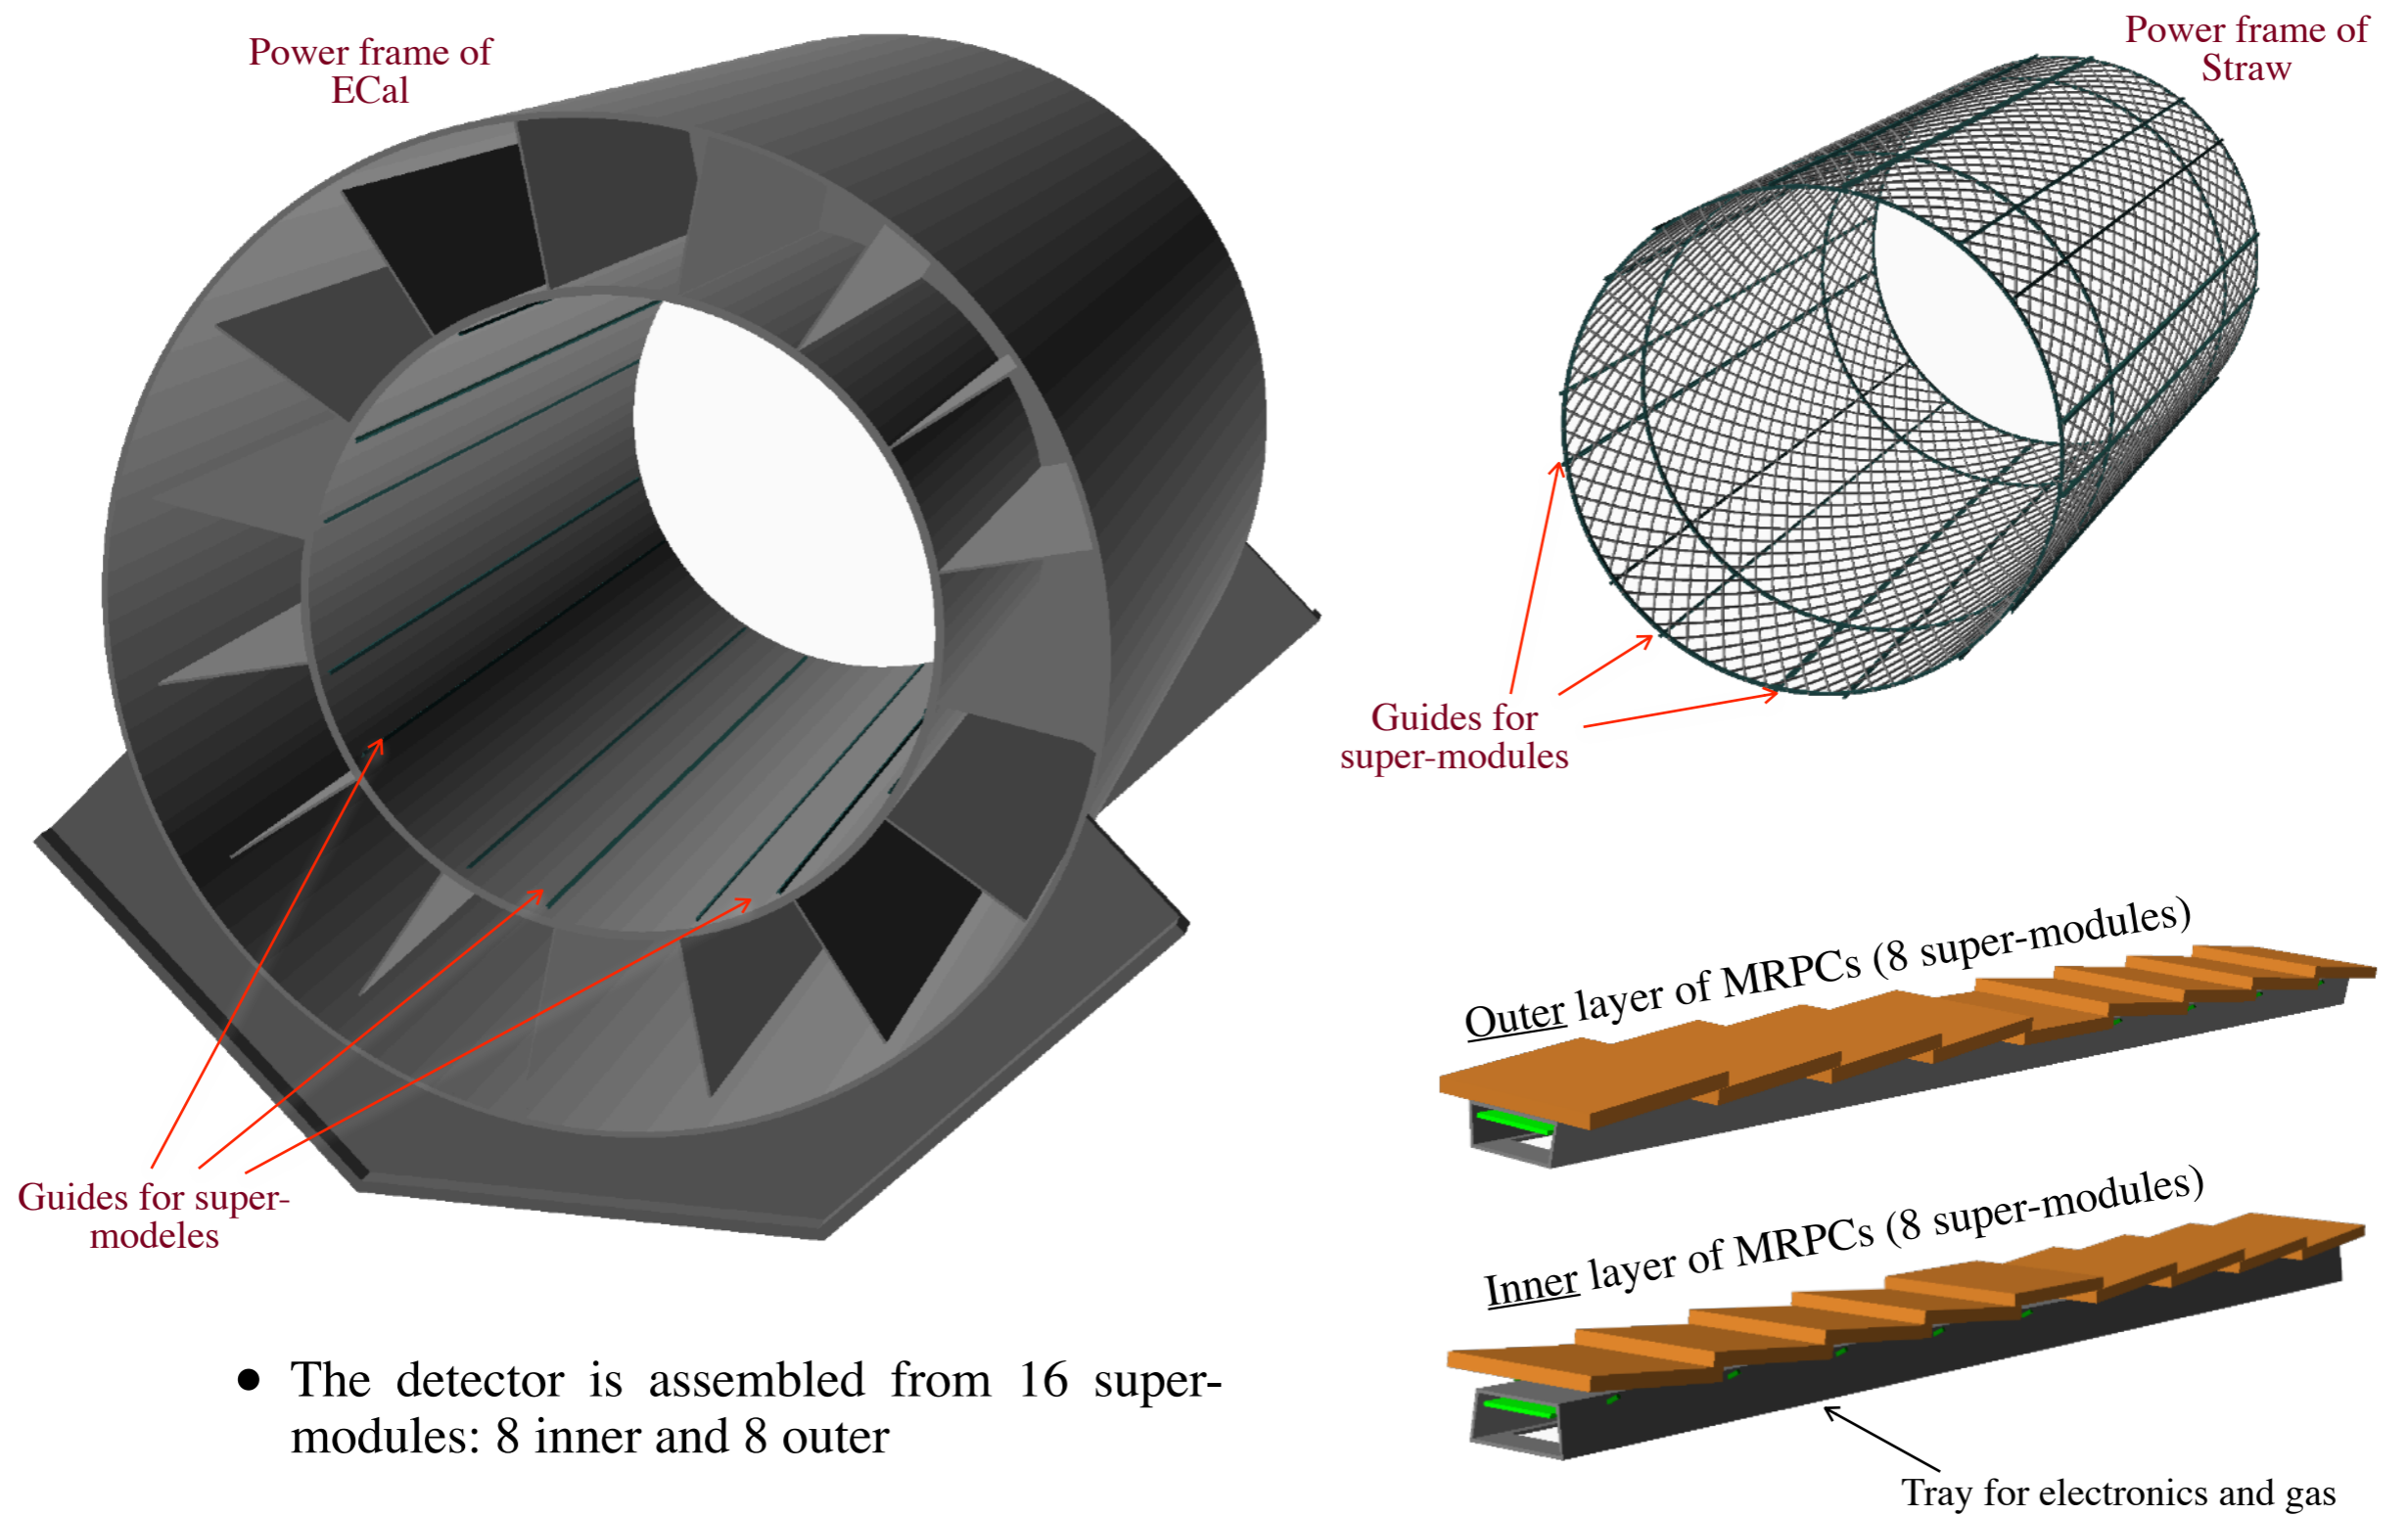 Power frame of
ECal
Power frame of
Straw
Guides for
super-modules
Outer layer of MRPCs (8 super-modules)
Guides for super-
modeles
Inner layer of MRPCs (8 super-modules)
• The detector is assembled from 16 super-
modules: 8 inner and 8 outer
Tray for electronics and gas